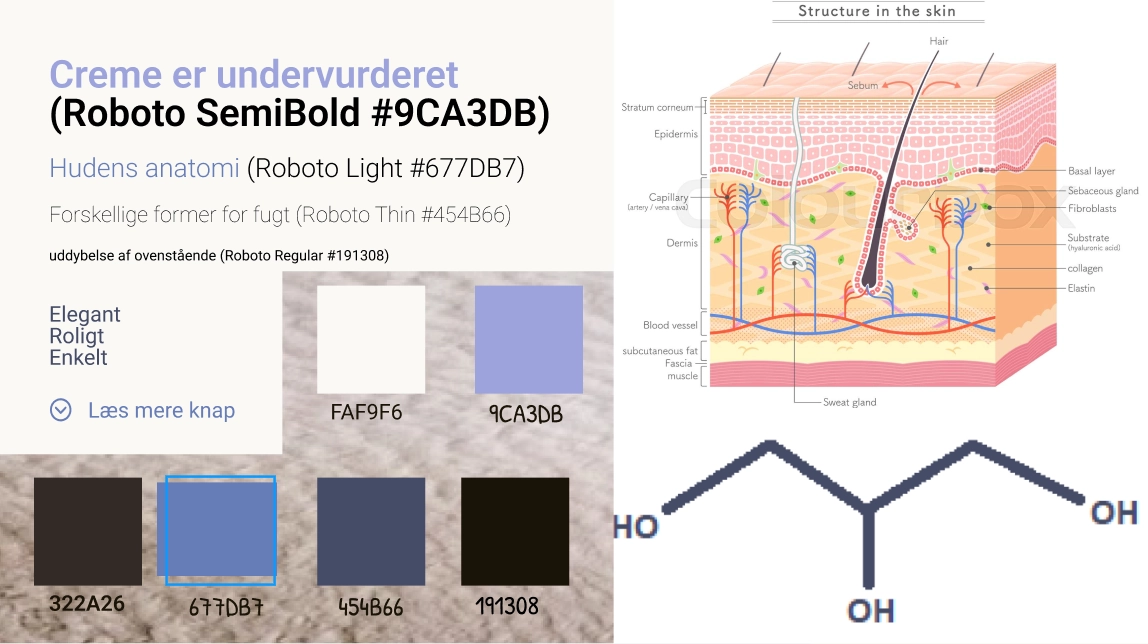 Creme er undervurderet
(Roboto SemiBold #9CA3DB)
Hudens anatomi (Roboto Light #677DB7)
Forskellige former for fugt (Roboto Thin #454B66)
uddybelse af ovenstående (Roboto Regular #191308)
Elegant
Roligt
Enkelt
Læs mere knap
FAF9F6
9CA3DB
322A26
677DB7
454B66
191308
Structure in the skin
Hair
Sebum
Stratum corneum
Epidermis
Capillary
(artery / vena cava)
Dermis
Blood vessel
subcutaneous fat
Fascia
muscle
Basal layer
Sebaceous gland
Fibroblasts
Substrate
(hyaluronic acid)
collagen
Elastin
Sweat gland
HO
OH
OH